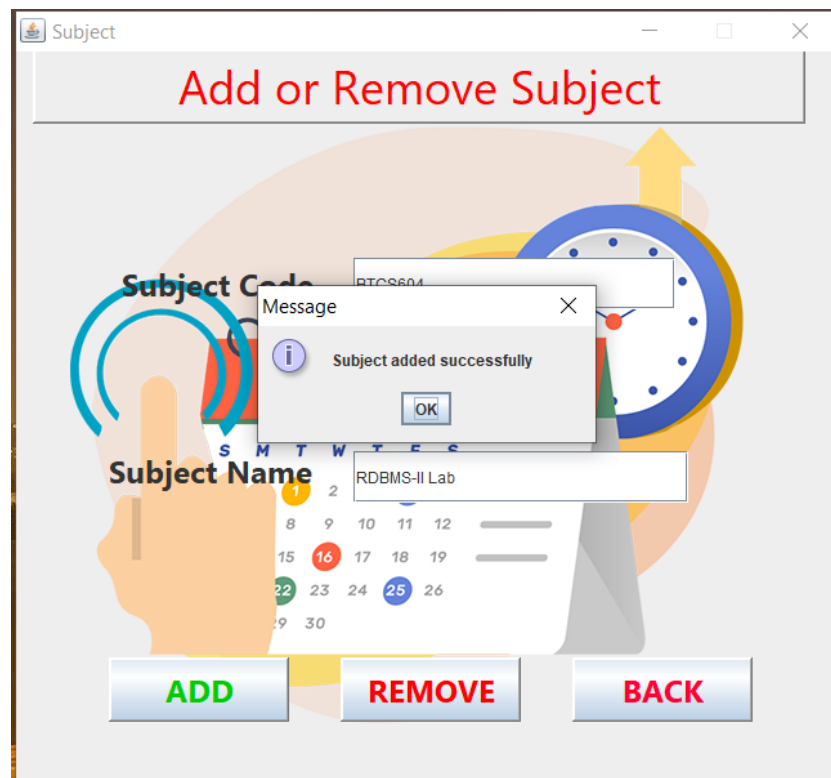 Subject
Add or Remove Subject
Subject Code
BTCS604
Message
Subject added successfully
OK
S M T W T F S
Subject Name
RDBMS-II Lab
1 2
8 9 10 11 12
15 16 17 18 19
22 23 24 25 26
29 30
ADD
REMOVE
BACK